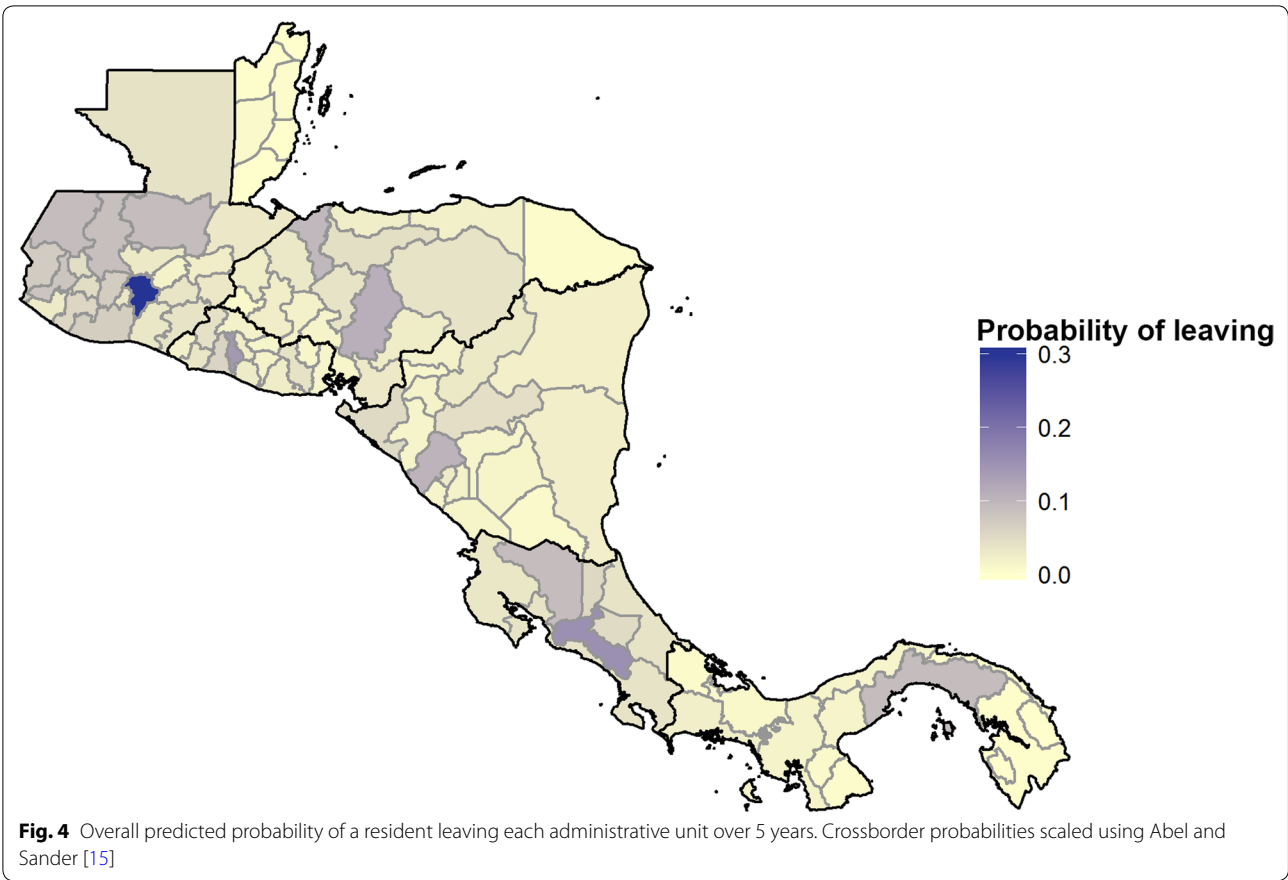 Probability of leaving
0.3
0.2
0.1
0.0
Fig. 4 Overall predicted probability of a resident leaving each administrative unit over 5 years. Crossborder probabilities scaled using Abel and
Sander [15]